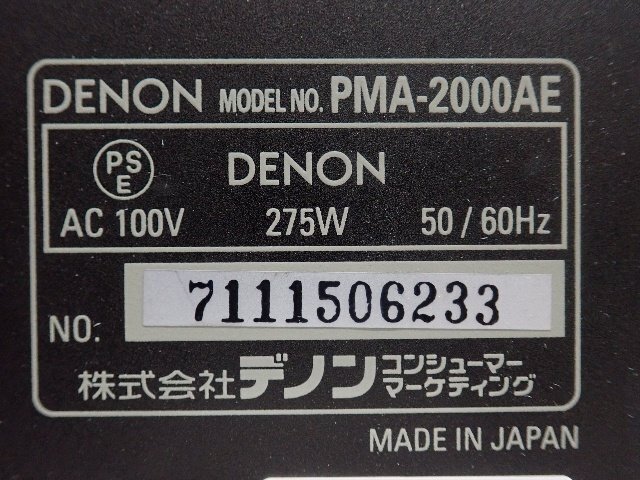 DENON MODEL NO. PMA-2000AE
PS E DENON
AC 100V 275W 50 / 60Hz
NO. 7111506233
株式会社デノン コンシューマー
マーケティング
MADE IN JAPAN